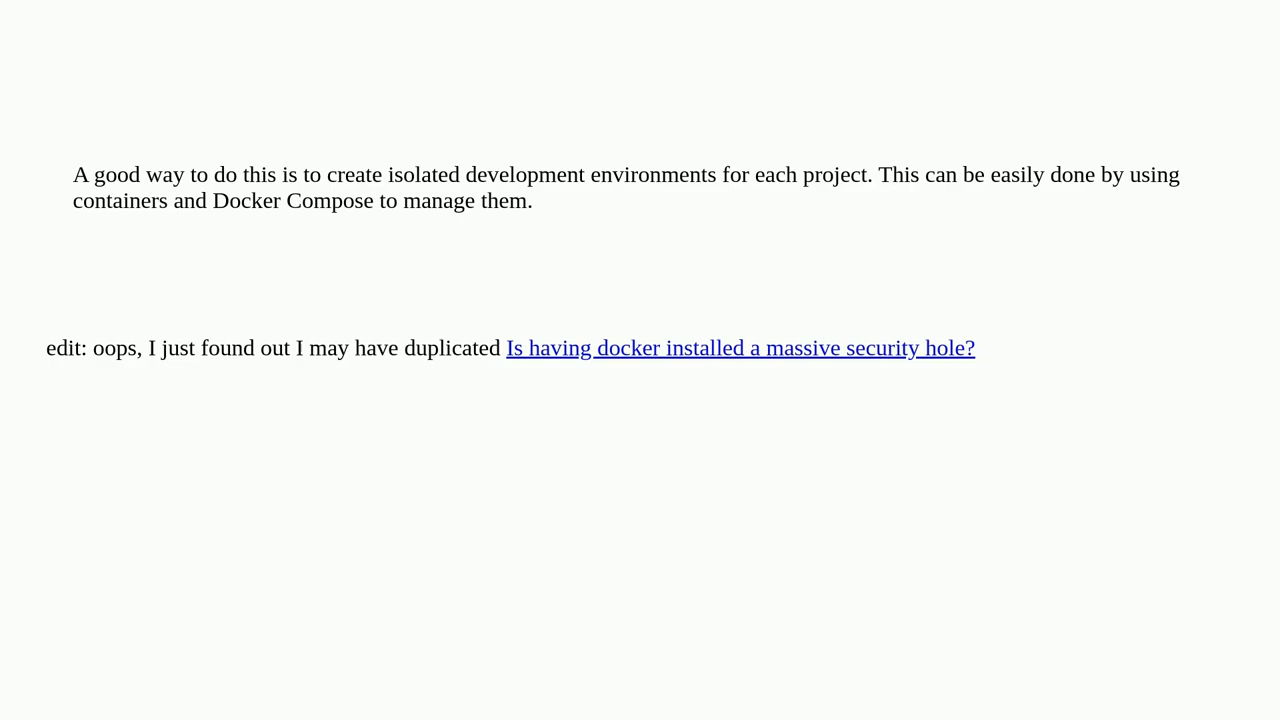 A good way to do this is to create isolated development environments for each project. This can be easily done by using
containers and Docker Compose to manage them.
edit: oops, I just found out I may have duplicated Is having docker installed a massive security hole?